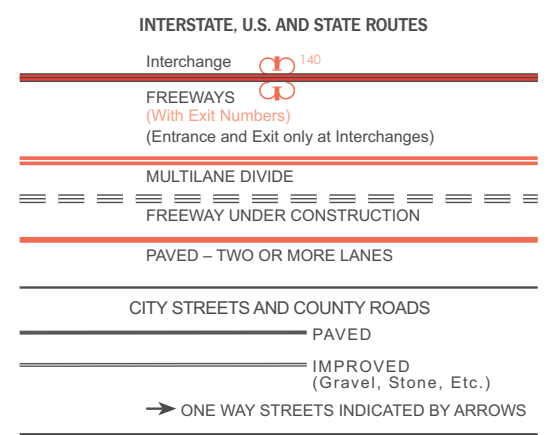 INTERSTATE, U.S. AND STATE ROUTES
Interchange 140
FREEWAYS
(With Exit Numbers)
(Entrance and Exit only at Interchanges)
MULTILANE DIVIDE
FREEWAY UNDER CONSTRUCTION
PAVED – TWO OR MORE LANES
CITY STREETS AND COUNTY ROADS
PAVED
IMPROVED
(Gravel, Stone, Etc.)
ONE WAY STREETS INDICATED BY ARROWS